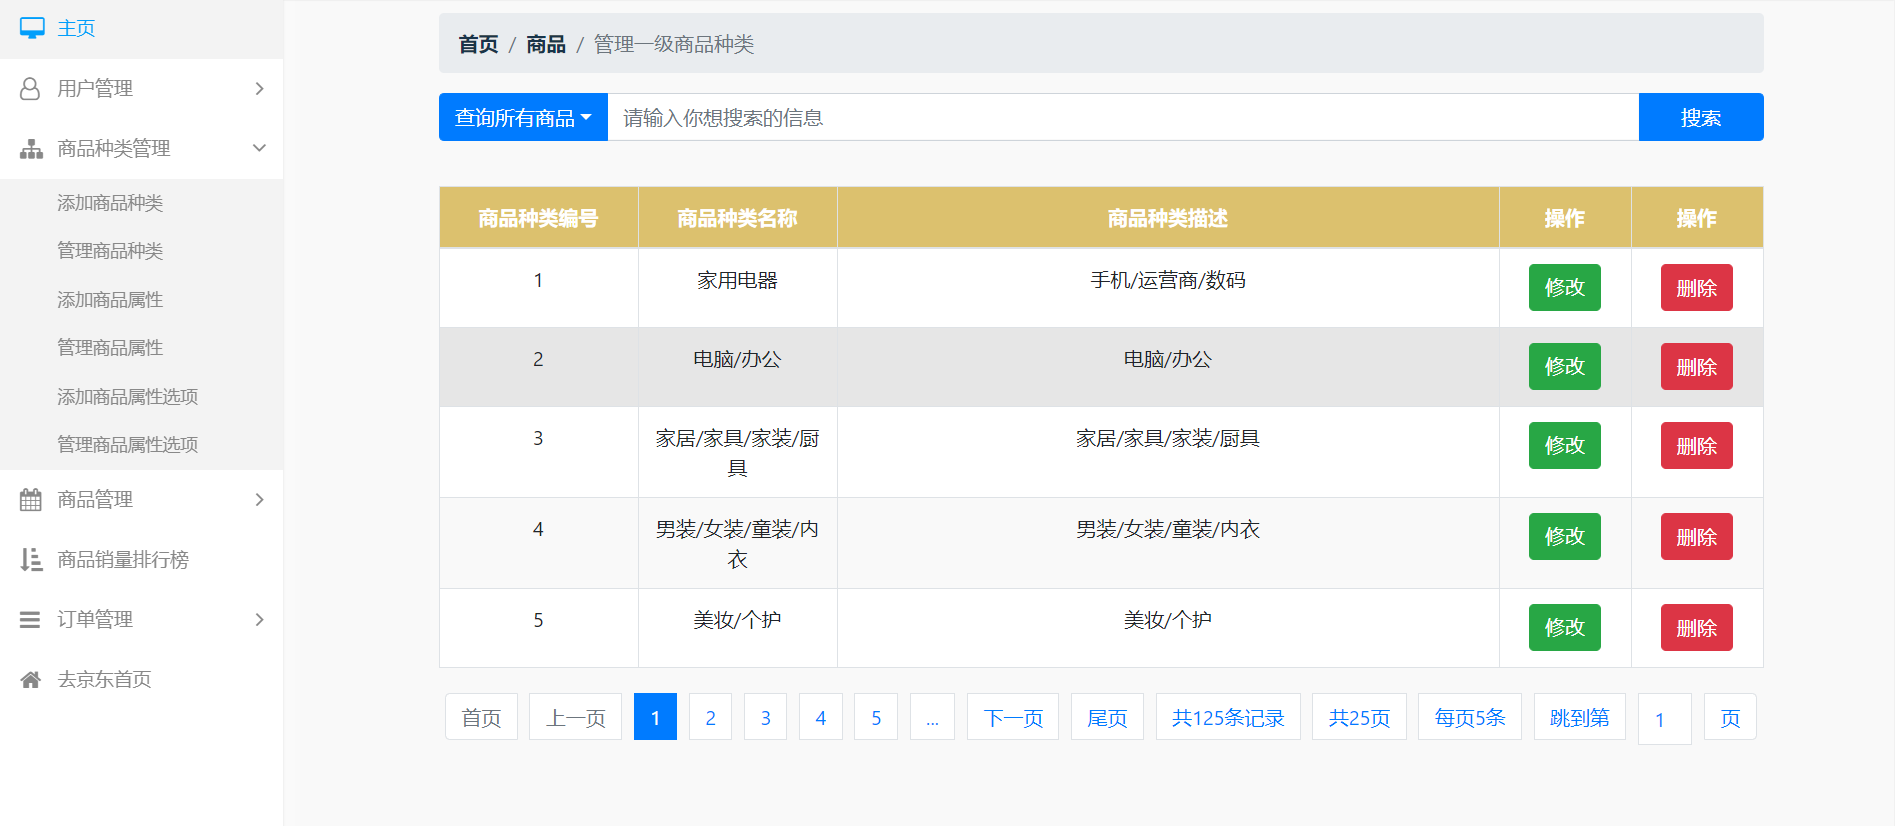 主页
用户管理
商品种类管理
添加商品种类
管理商品种类
添加商品属性
管理商品属性
添加商品属性选项
管理商品属性选项
商品管理
商品销量排行榜
订单管理
去京东首页
首页 / 商品 / 管理一级商品种类
查询所有商品 请输入你想搜索的信息 搜索
商品种类编号 商品种类名称 商品种类描述 操作 操作
1 家用电器 手机/运营商/数码 修改 删除
2 电脑/办公 电脑/办公 修改 删除
3 家居/家具/家装/厨 家居/家具/家装/厨具 修改 删除
具
4 男装/女装/童装/内 男装/女装/童装/内衣 修改 删除
衣
5 美妆/个护 美妆/个护 修改 删除
首页 上一页 1 2 3 4 5 ... 下一页 尾页 共125条记录 共25页 每页5条 跳到第 1 页